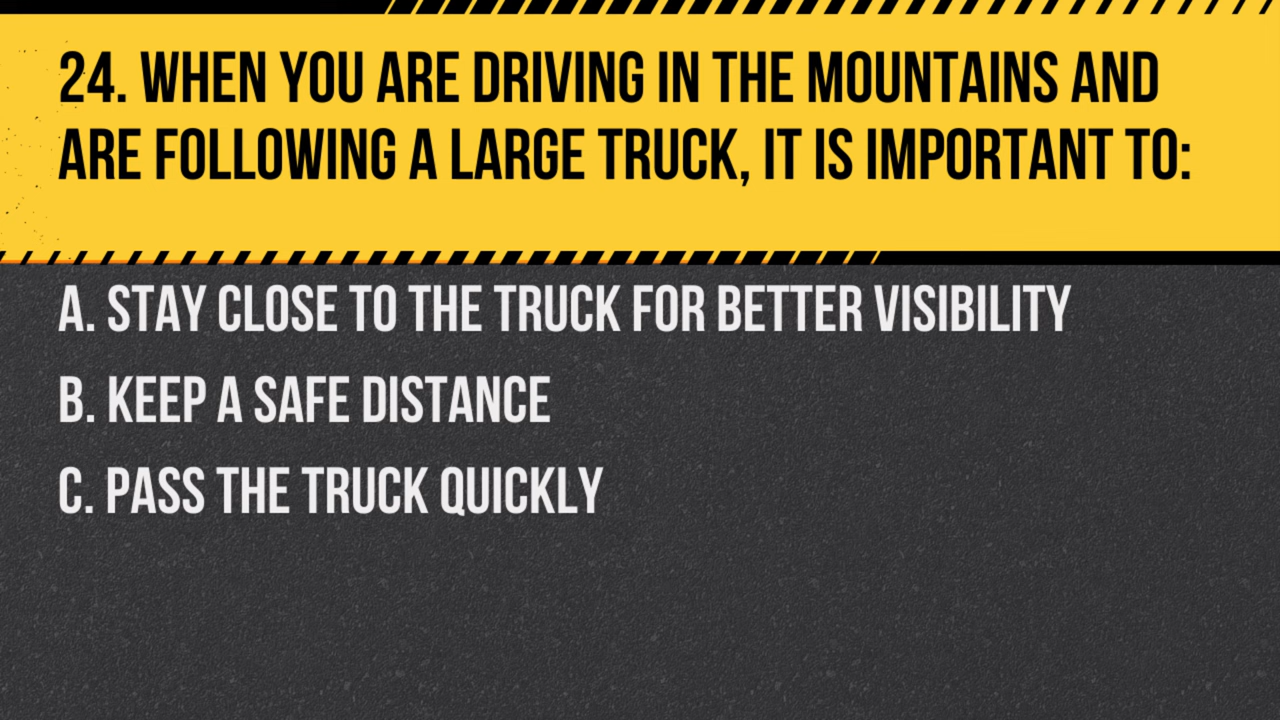 24. WHEN YOU ARE DRIVING IN THE MOUNTAINS AND
ARE FOLLOWING A LARGE TRUCK, IT IS IMPORTANT TO:
A. STAY CLOSE TO THE TRUCK FOR BETTER VISIBILITY
B. KEEP A SAFE DISTANCE
C. PASS THE TRUCK QUICKLY